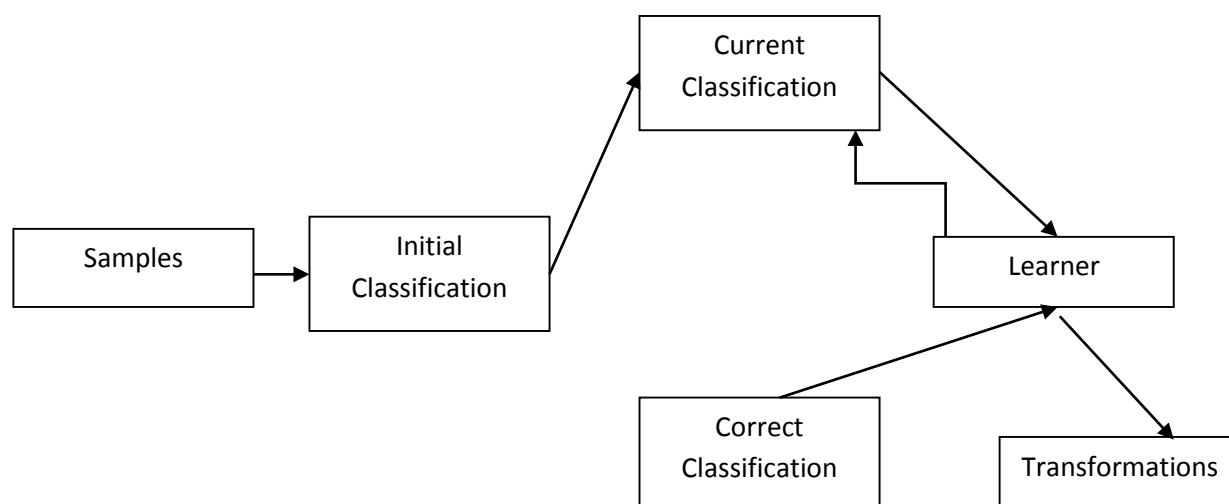 Current
Classification
Samples
Initial
Classification
Learner
Correct
Classification
Transformations